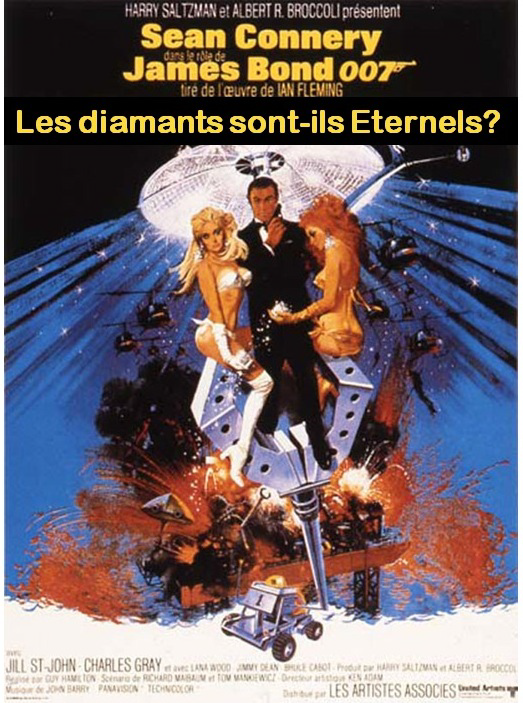 HARRY SALTZMAN et ALBERT R. BROCCOLI présentent
Sean Connery
dans le rôle de
James Bond 007
tiré de l'œuvre de IAN FLEMING
Les diamants sont-ils Eternels?
avec
JILL ST-JOHN · CHARLES GRAY et avec LANA WOOD · JIMMY DEAN · BRUCE CABOT · Produit par HARRY SALTZMAN et ALBERT R. BROCCOLI
Réalisé par GUY HAMILTON · Scénario de RICHARD MAIBAUM et TOM MANKIEWICZ · Directeur artistique KEN ADAM
Musique de JOHN BARRY PANAVISION® TECHNICOLOR® Distribué par LES ARTISTES ASSOCIES United Artists